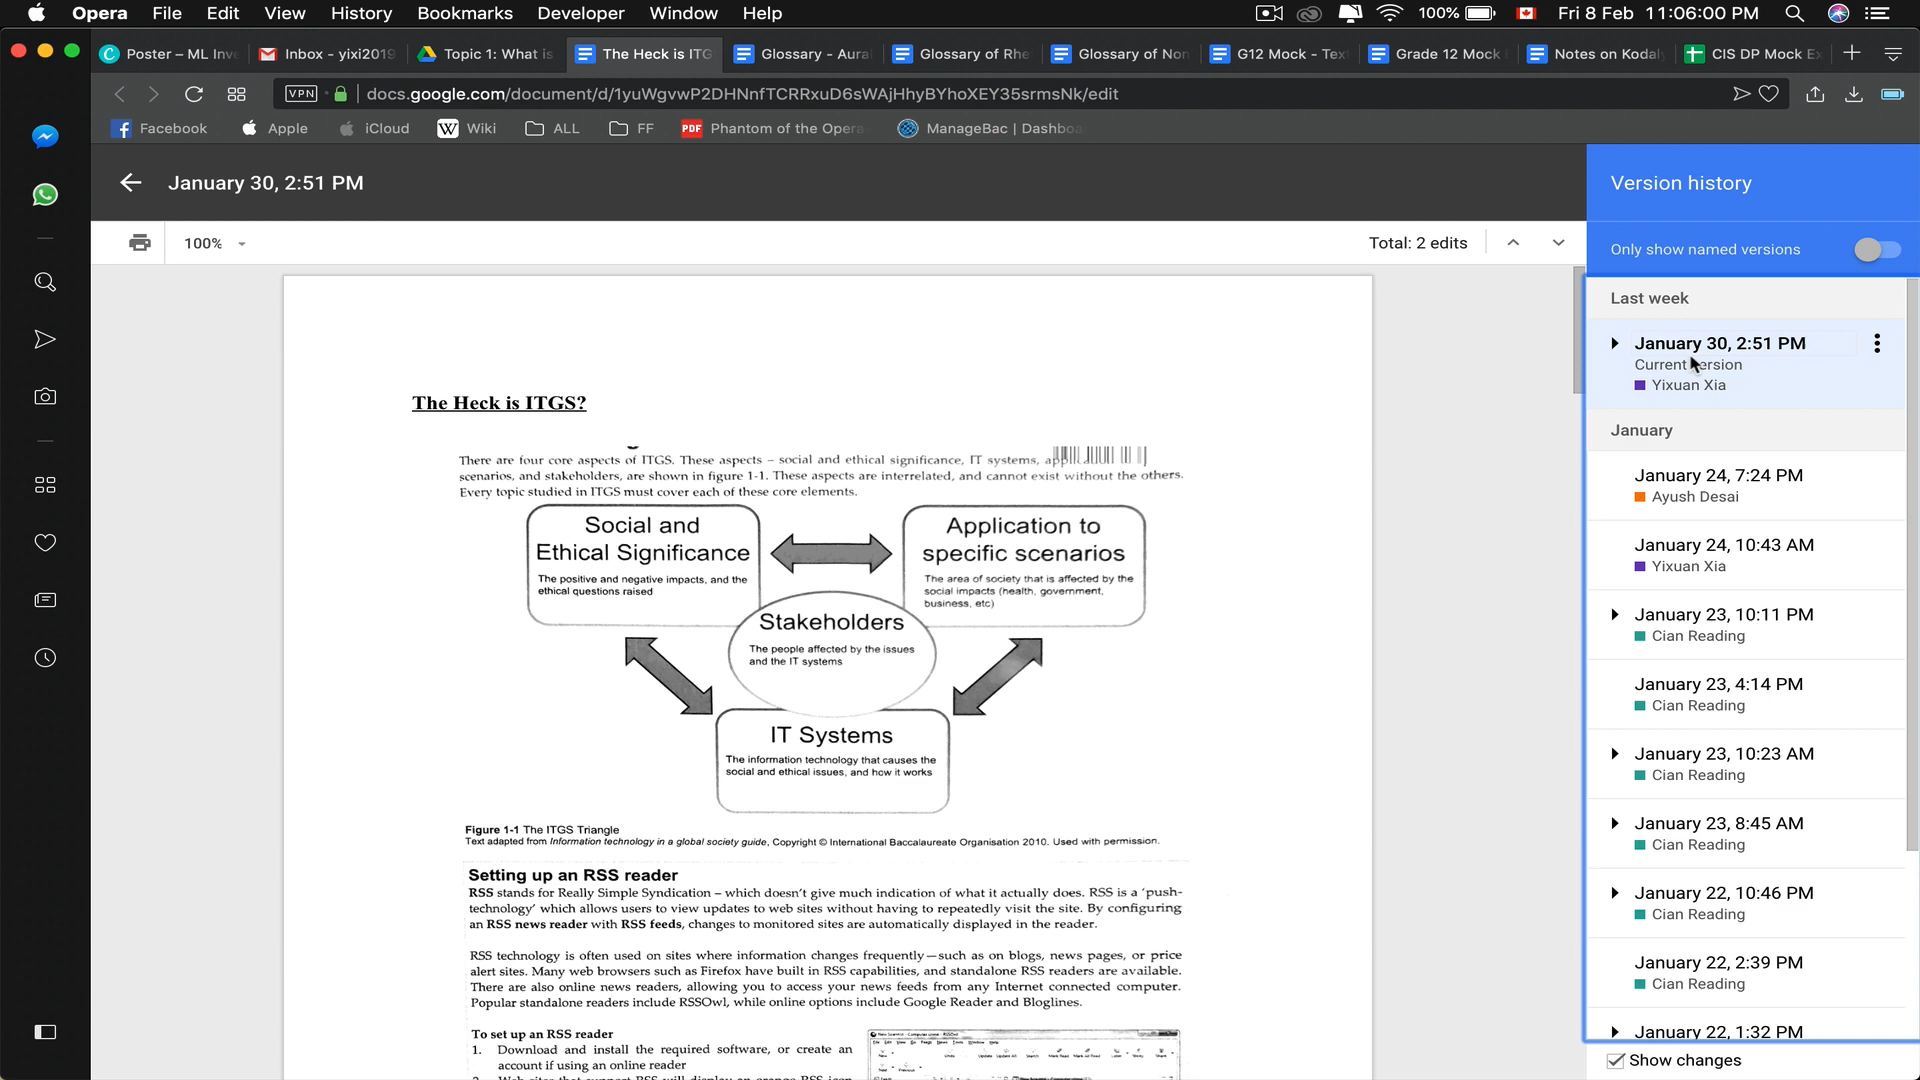 Opera File Edit View History Bookmarks Developer Window Help 100% Fri 8 Feb 11:06:00 PM
Poster – ML Inv Inbox - yixi2019 Topic 1: What is The Heck is ITG Glossary - Aura Glossary of Rhe Glossary of Non G12 Mock - Tex Grade 12 Mock Notes on Kodaly CIS DP Mock Ex
VPN docs.google.com/document/d/1yuWgvwP2DHNnfTCRRxuD6sWAjHhyBYhoXEY35srmsNk/edit
Facebook Apple iCloud W Wiki ALL FF PDF Phantom of the Opera ManageBac | Dashboa
January 30, 2:51 PM
100%
Total: 2 edits
The Heck is ITGS?
There are four core aspects of ITGS. These aspects – social and ethical significance, IT systems,
scenarios, and stakeholders, are shown in figure 1-1. These aspects are interrelated, and cannot exist without the others.
Every topic studied in ITGS must cover each of these core elements.
Social and
Ethical Significance
The positive and negative impacts, and the
ethical questions raised
Application to
specific scenarios
The area of society that is affected by the
social impacts (health, government,
business, etc)
Stakeholders
The people affected by the issues
and the IT systems
IT Systems
The information technology that causes the
social and ethical issues, and how it works
Figure 1-1 The ITGS Triangle
Text adapted from Information technology in a global society guide, Copyright © International Baccalaureate Organisation 2010. Used with permission.
Setting up an RSS reader
RSS stands for Really Simple Syndication – which doesn't give much indication of what it actually does. RSS is a 'push-
technology' which allows users to view updates to web sites without having to repeatedly visit the site. By configuring
an RSS news reader with RSS feeds, changes to monitored sites are automatically displayed in the reader.
RSS technology is often used on sites where information changes frequently—such as on blogs, news pages, or price
alert sites. Many web browsers such as Firefox have built in RSS capabilities, and standalone RSS readers are available.
There are also online news readers, allowing you to access your news feeds from any Internet connected computer.
Popular standalone readers include RSSOwl, while online options include Google Reader and Bloglines.
To set up an RSS reader
1. Download and install the required software, or create an
account if using an online reader
Version history
Only show named versions
Last week
January 30, 2:51 PM
Current version
Yixuan Xia
January
January 24, 7:24 PM
Ayush Desai
January 24, 10:43 AM
Yixuan Xia
January 23, 10:11 PM
Cian Reading
January 23, 4:14 PM
Cian Reading
January 23, 10:23 AM
Cian Reading
January 23, 8:45 AM
Cian Reading
January 22, 10:46 PM
Cian Reading
January 22, 2:39 PM
Cian Reading
January 22, 1:32 PM
Show changes